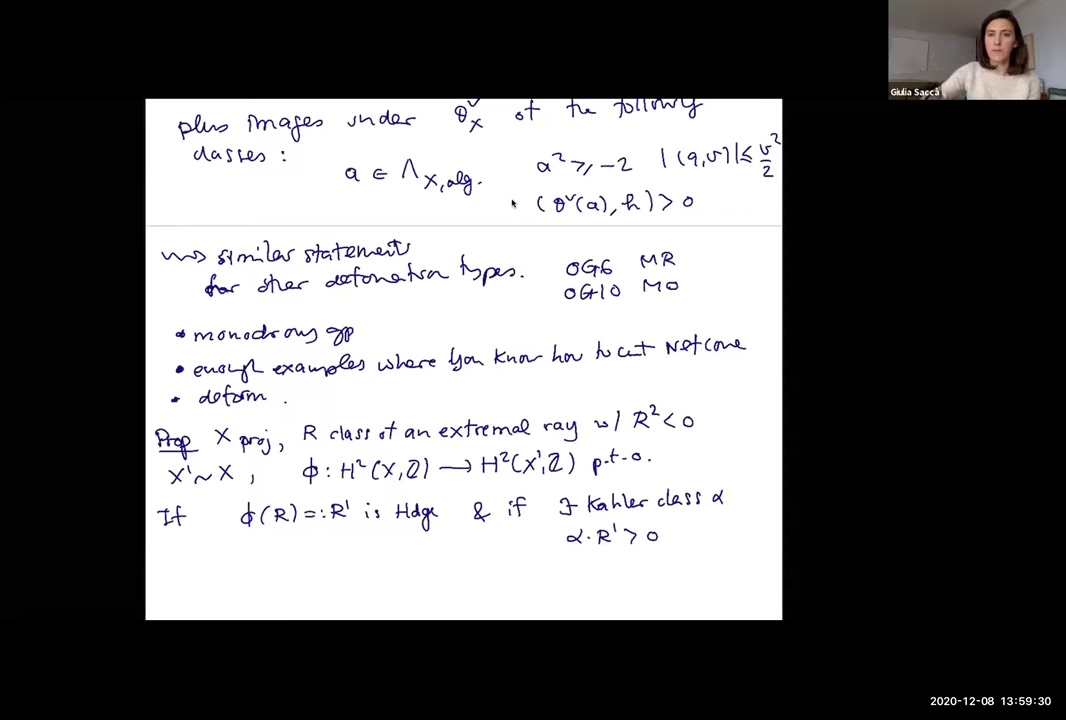 Giulia Saccà
plus images under θ^∨_X of the following
classes :
a ∈ Λ_{X,alg.} a² ≥ -2 |(a,v)| ≤ v²/2
(θ^∨(a), h) > 0
~~> similar statements
for other deformation types. OG6 MR
OG10 MO
• monodromy gp
• enough examples where you know how to cut Nef cone
• deform .
Prop X proj, R class of an extremal ray w/ R² < 0
X' ~ X , ϕ : H²(X,Z) → H²(X',Z) p.t.o.
If ϕ(R) =: R' is Hdge & if ∃ Kahler class α
α · R' > 0
2020-12-08 13:59:30